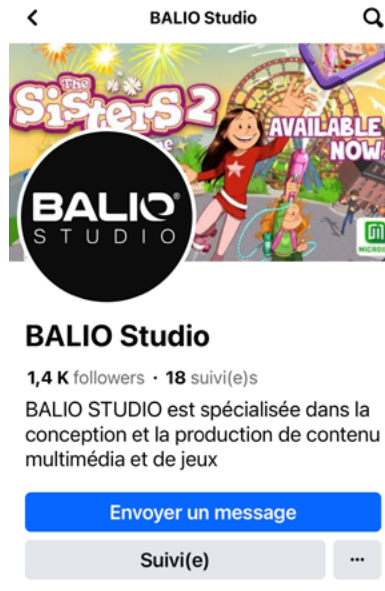 BALIO Studio
The
Sisters 2
AVAILABLE
NOW
BALIO®
STUDIO
BALIO Studio
1,4 K followers · 18 suivi(e)s
BALIO STUDIO est spécialisée dans la
conception et la production de contenu
multimédia et de jeux
Envoyer un message
Suivi(e)
...